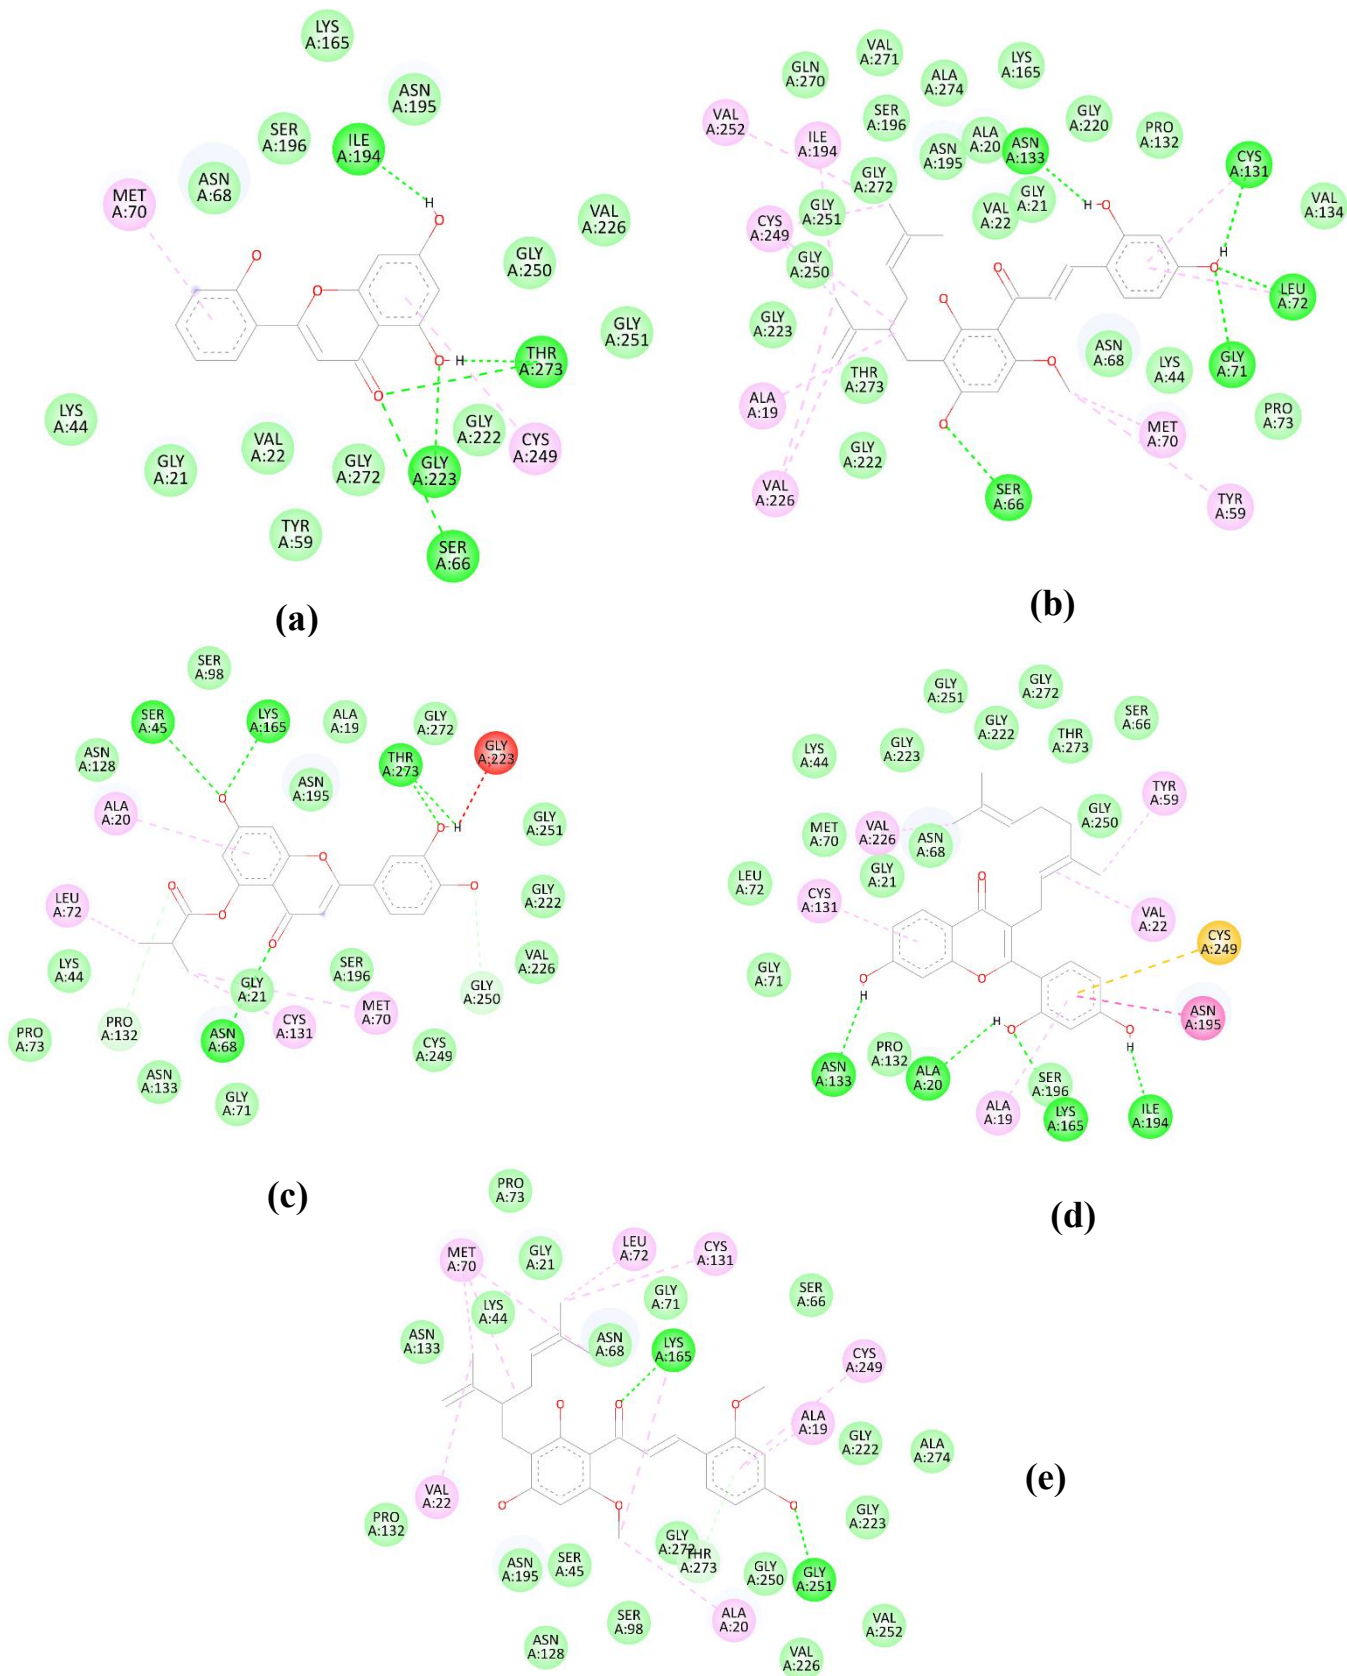 LYS
A:165
ASN
A:195
SER
A:196
ILE
A:194
ASN
A:68
MET
A:70
H
O
O
VAL
A:226
GLY
A:250
O
GLY
A:251
O
H
THR
A:273
O
LYS
A:44
VAL
A:22
GLY
A:222
CYS
A:249
GLY
A:21
GLY
A:272
GLY
A:223
TYR
A:59
SER
A:66
(a)
VAL
A:271
GLN
A:270
ALA
A:274
LYS
A:165
VAL
A:252
SER
A:196
GLY
A:220
PRO
A:132
ILE
A:194
ASN
A:195
ALA
A:20
ASN
A:133
CYS
A:131
GLY
A:272
GLY
A:21
VAL
A:134
GLY
A:251
VAL
A:22
H
O
CYS
A:249
GLY
A:250
H
O
O
O
LEU
A:72
GLY
A:223
ASN
A:68
LYS
A:44
GLY
A:71
THR
A:273
O
ALA
A:19
PRO
A:73
MET
A:70
O
GLY
A:222
VAL
A:226
SER
A:66
TYR
A:59
(b)
SER
A:98
SER
A:45
LYS
A:165
ALA
A:19
GLY
A:272
ASN
A:128
THR
A:273
GLY
A:223
ASN
A:195
ALA
A:20
O
O
H
GLY
A:251
O
O
O
O
LEU
A:72
GLY
A:222
O
SER
A:196
VAL
A:226
LYS
A:44
GLY
A:21
GLY
A:250
MET
A:70
PRO
A:132
CYS
A:131
PRO
A:73
ASN
A:68
CYS
A:249
ASN
A:133
GLY
A:71
(c)
GLY
A:251
GLY
A:272
SER
A:66
GLY
A:222
THR
A:273
LYS
A:44
GLY
A:223
TYR
A:59
GLY
A:250
MET
A:70
VAL
A:226
ASN
A:68
LEU
A:72
GLY
A:21
O
CYS
A:131
VAL
A:22
CYS
A:249
GLY
A:71
O
H
O
H
O
O
H
ASN
A:195
PRO
A:132
ASN
A:133
ALA
A:20
SER
A:196
ALA
A:19
LYS
A:165
ILE
A:194
(d)
PRO
A:73
MET
A:70
GLY
A:21
LEU
A:72
CYS
A:131
GLY
A:71
SER
A:66
LYS
A:44
ASN
A:133
ASN
A:68
LYS
A:165
CYS
A:249
O
O
O
ALA
A:19
GLY
A:222
ALA
A:274
VAL
A:22
O
O
O
GLY
A:223
PRO
A:132
GLY
A:272
THR
A:273
ASN
A:195
SER
A:45
GLY
A:250
GLY
A:251
ALA
A:20
SER
A:98
VAL
A:252
ASN
A:128
VAL
A:226
(e)